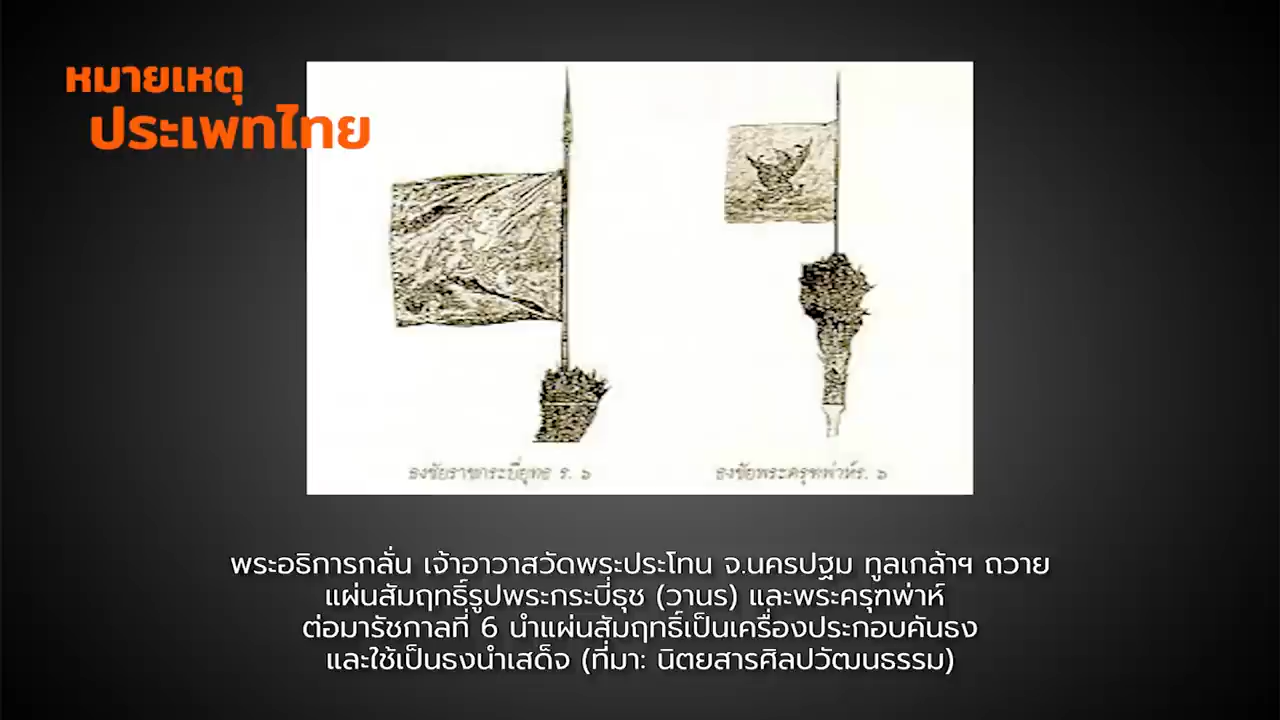 หมายเหตุ
ประเพทไทย
ธงชัยราชกระบี่ยุทธ ร. ๖
ธงชัยพระครุฑพ่าห์ร. ๖
พระอธิการกลั่น เจ้าอาวาสวัดพระประโทน จ.นครปฐม ทูลเกล้าฯ ถวาย
แผ่นสัมฤทธิ์รูปพระกระบี่ธุช (วานร) และพระครุฑพ่าห์
ต่อมารัชกาลที่ 6 นำแผ่นสัมฤทธิ์เป็นเครื่องประกอบคันธง
และใช้เป็นธงนำเสด็จ (ที่มา: นิตยสารศิลปวัฒนธรรม)